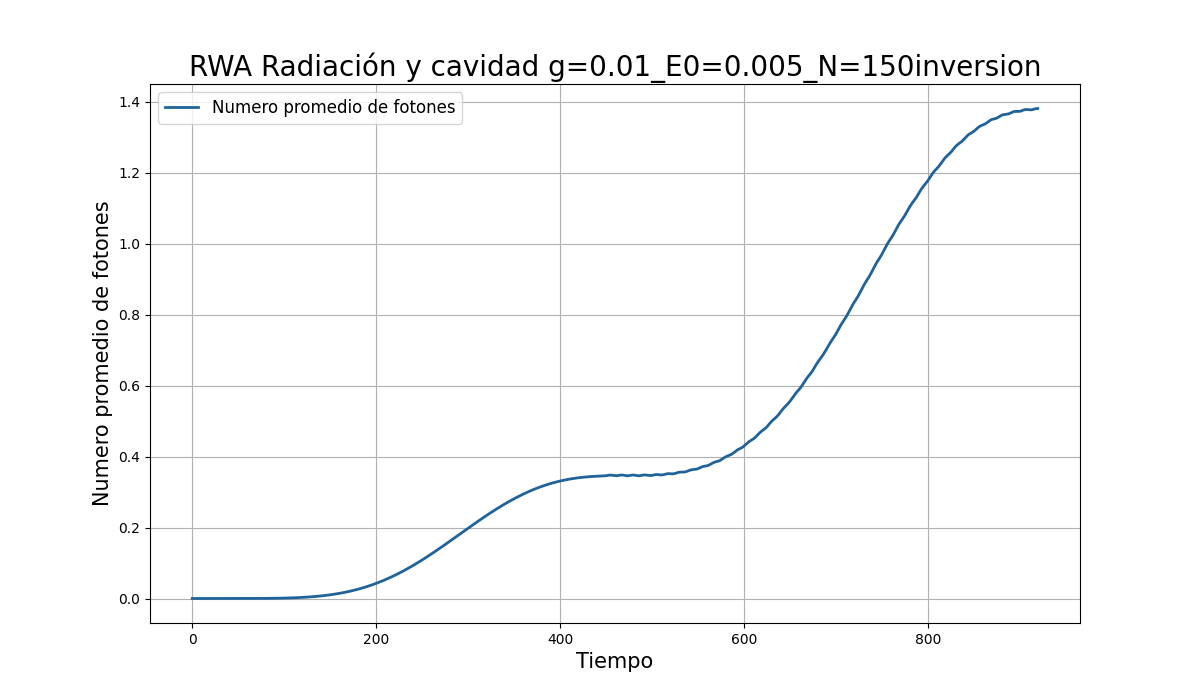 RWA Radiación y cavidad g=0.01_E0=0.005_N=150inversion
Numero promedio de fotones
1.4
1.2
1.0
0.8
0.6
0.4
0.2
0.0
Numero promedio de fotones
0 200 400 600 800
Tiempo